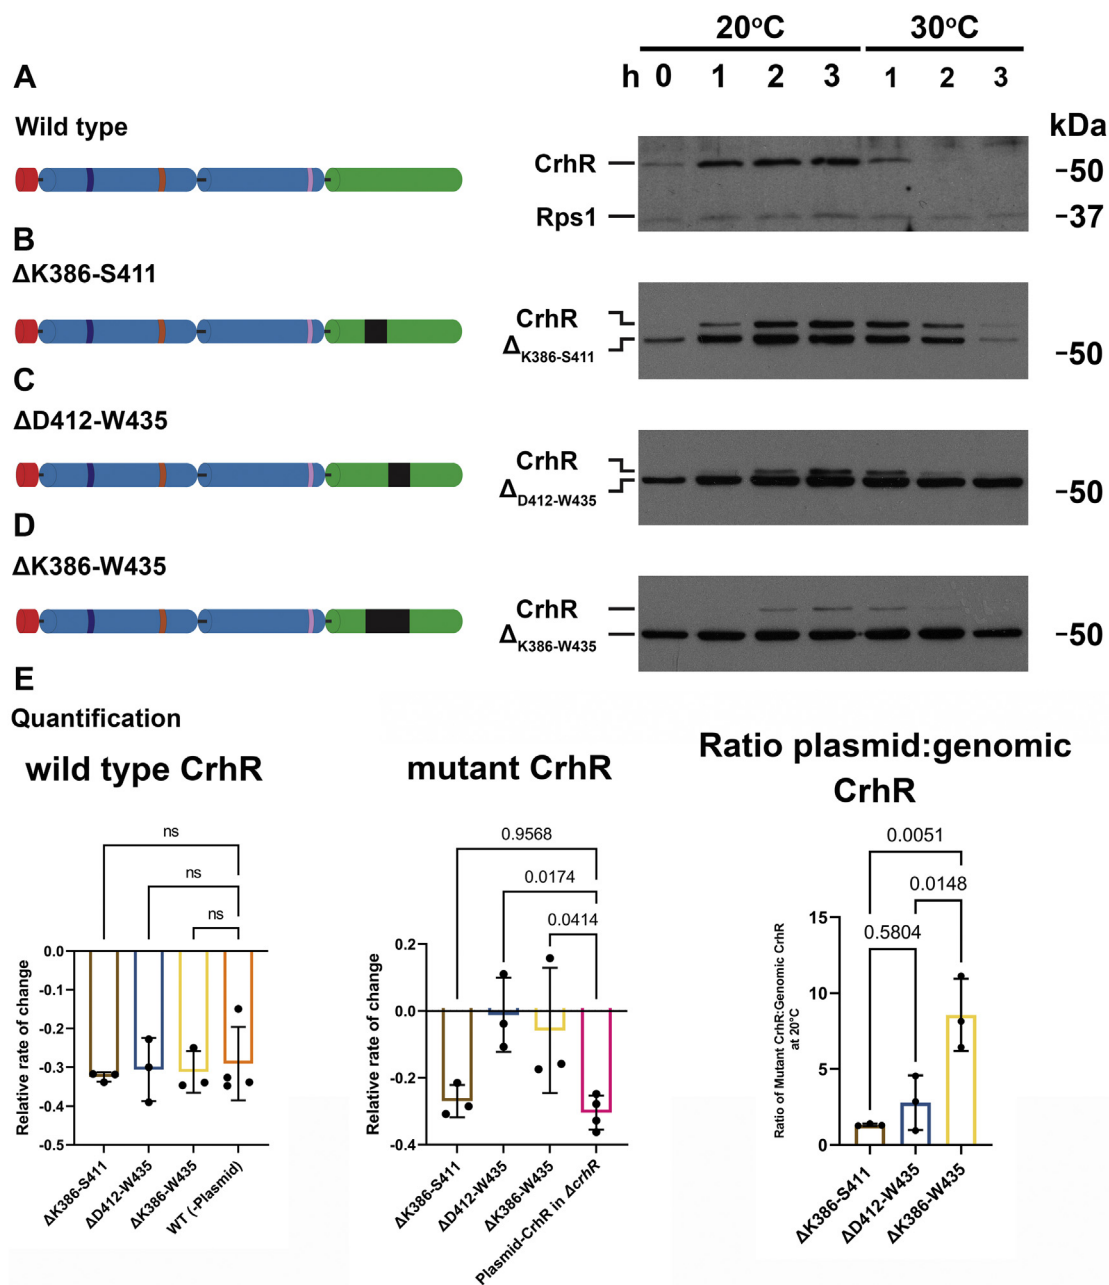 20°C 30°C
h 0 1 2 3 1 2 3
A
Wild type
kDa
CrhR
-50
Rps1
-37
B
ΔK386-S411
CrhR
ΔK386-S411
-50
C
ΔD412-W435
CrhR
ΔD412-W435
-50
D
ΔK386-W435
CrhR
ΔK386-W435
-50
E
Quantification
wild type CrhR
ns
ns
ns
Relative rate of change
0.0
-0.1
-0.2
-0.3
-0.4
-0.5
ΔK386-S411
ΔD412-W435
ΔK386-W435
WT (-Plasmid)
mutant CrhR
0.9568
0.0174
0.0414
Relative rate of change
0.2
0.0
-0.2
-0.4
ΔK386-S411
ΔD412-W435
ΔK386-W435
Plasmid-CrhR in ΔcrhR
Ratio plasmid:genomic
CrhR
0.0051
0.0148
0.5804
Ratio of Mutant CrhR:Genomic CrhR
at 20°C
15
10
5
0
ΔK386-S411
ΔD412-W435
ΔK386-W435